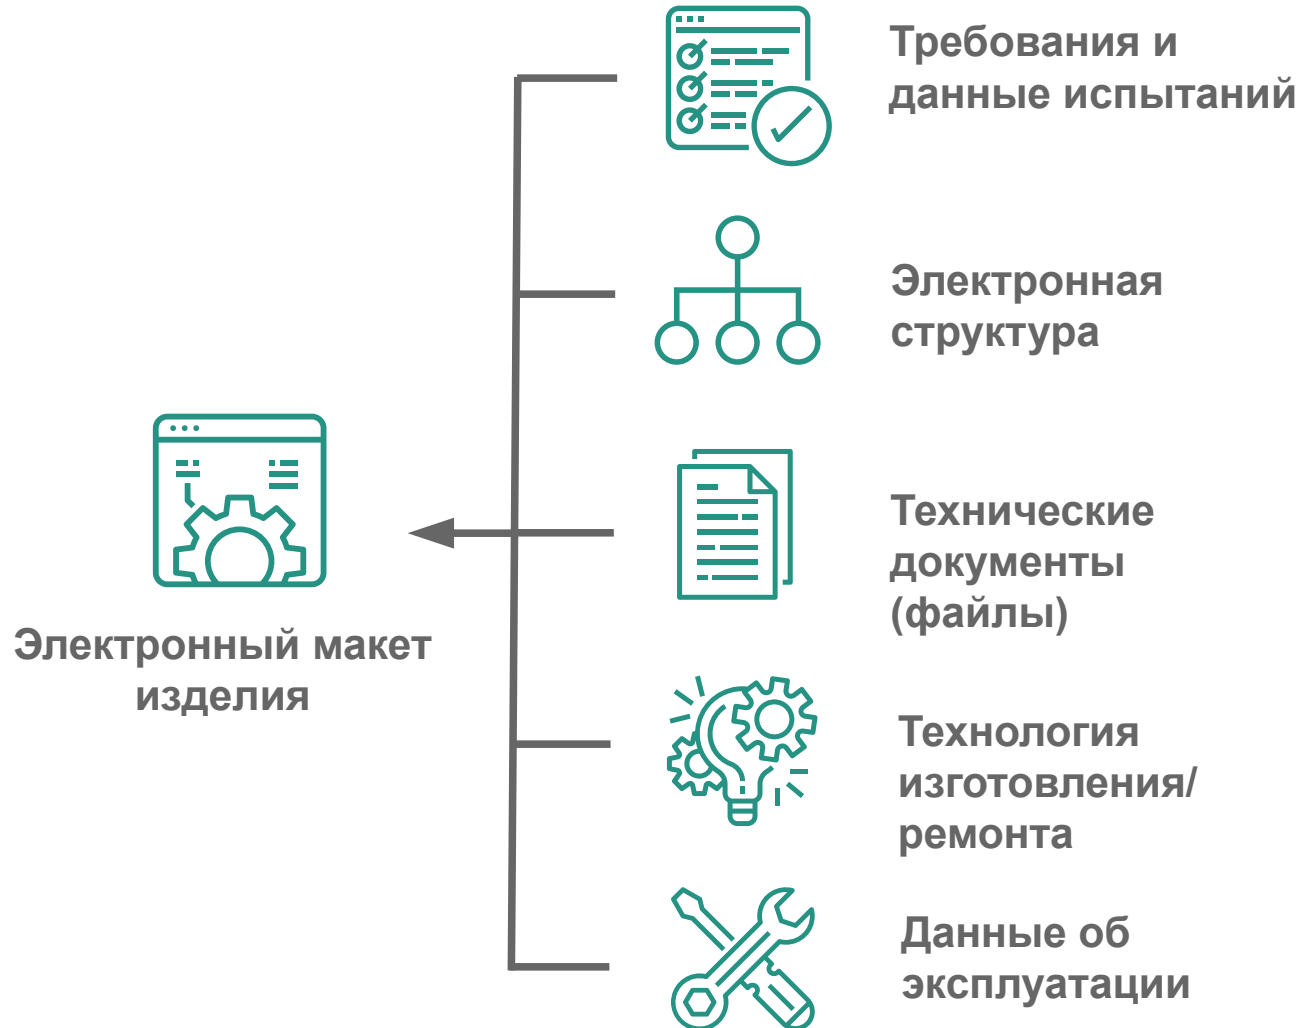 Требования и
данные испытаний
Электронная
структура
Технические
документы
(файлы)
Электронный макет
изделия
Технология
изготовления/
ремонта
Данные об
эксплуатации